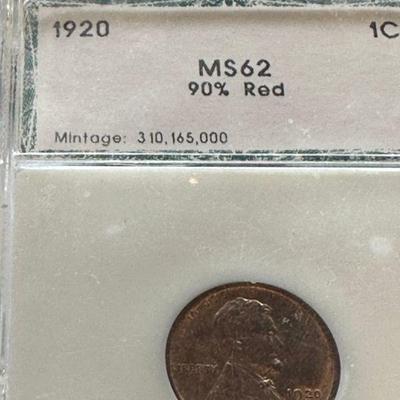 1920 1C
MS62
90% Red
Mintage: 310,165,000
LIBERTY
1920